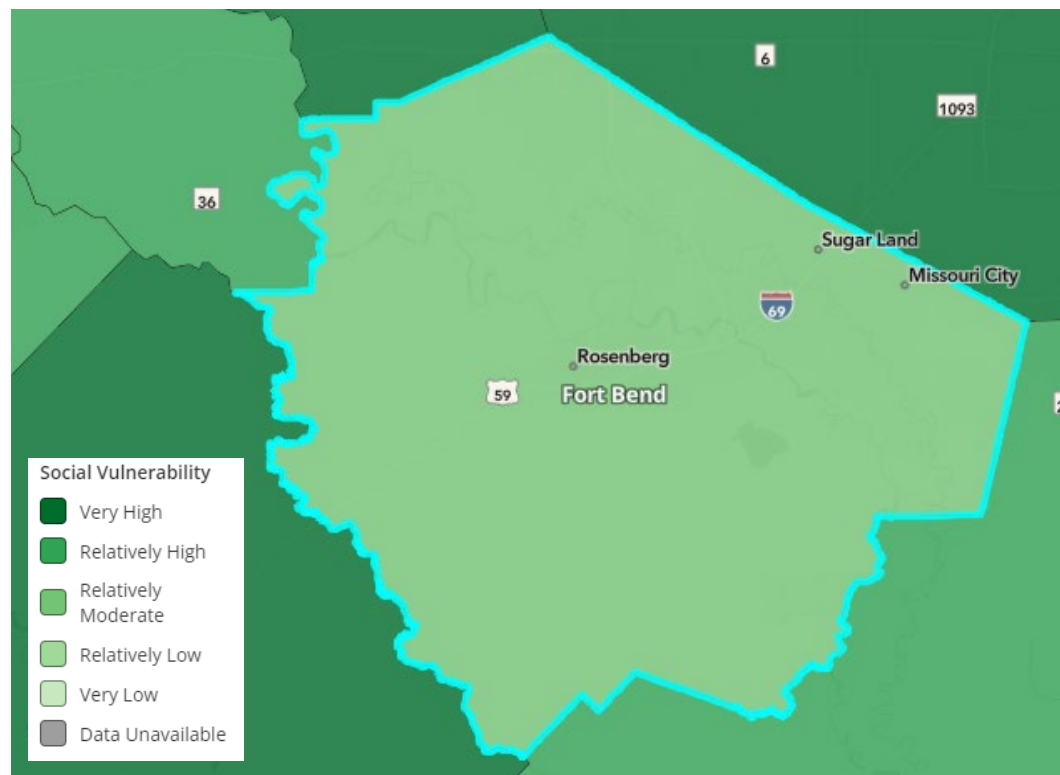 6
1093
36
Sugar Land
Missouri City
69
Rosenberg
59
Fort Bend
Social Vulnerability
Very High
Relatively High
Relatively
Moderate
Relatively Low
Very Low
Data Unavailable